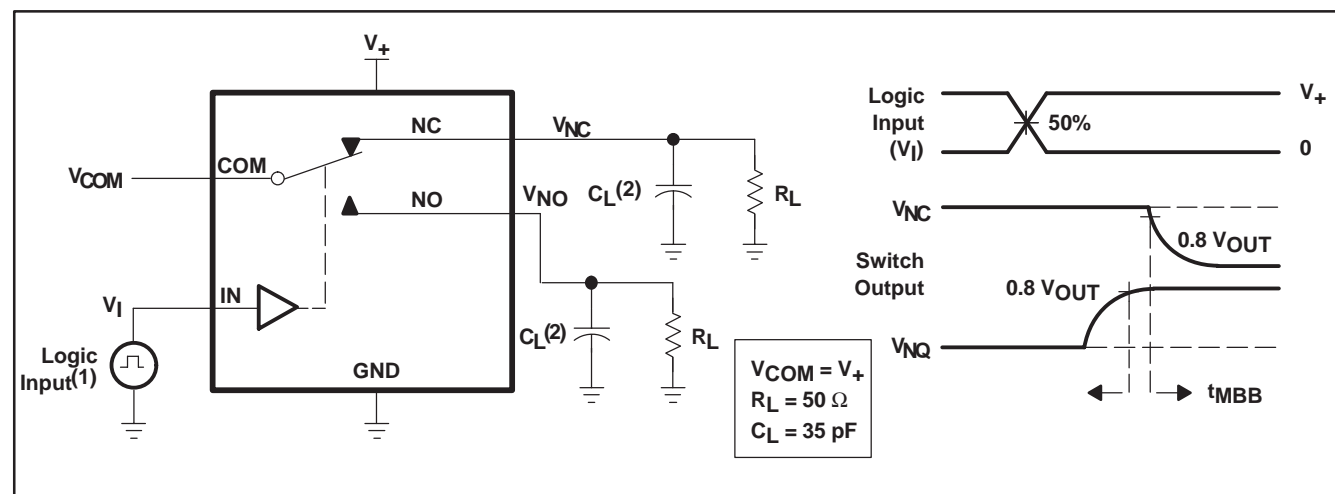 V+
NC
VNC
COM
VCOM
NO
VNO
CL(2)
RL
IN
VI
CL(2)
RL
Logic
Input(1)
GND
VCOM = V+
RL = 50 Ω
CL = 35 pF
Logic
Input
(VI)
50%
V+
0
VNC
0.8 VOUT
Switch
Output
0.8 VOUT
VNQ
tMBB